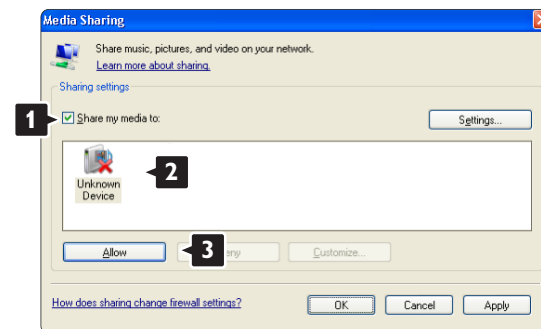 Media Sharing
Share music, pictures, and video on your network.
Learn more about sharing.
Sharing settings
1
Share my media to:
Settings...
2
Unknown
Device
Allow
3
Customize...
How does sharing change firewall settings?
OK
Cancel
Apply